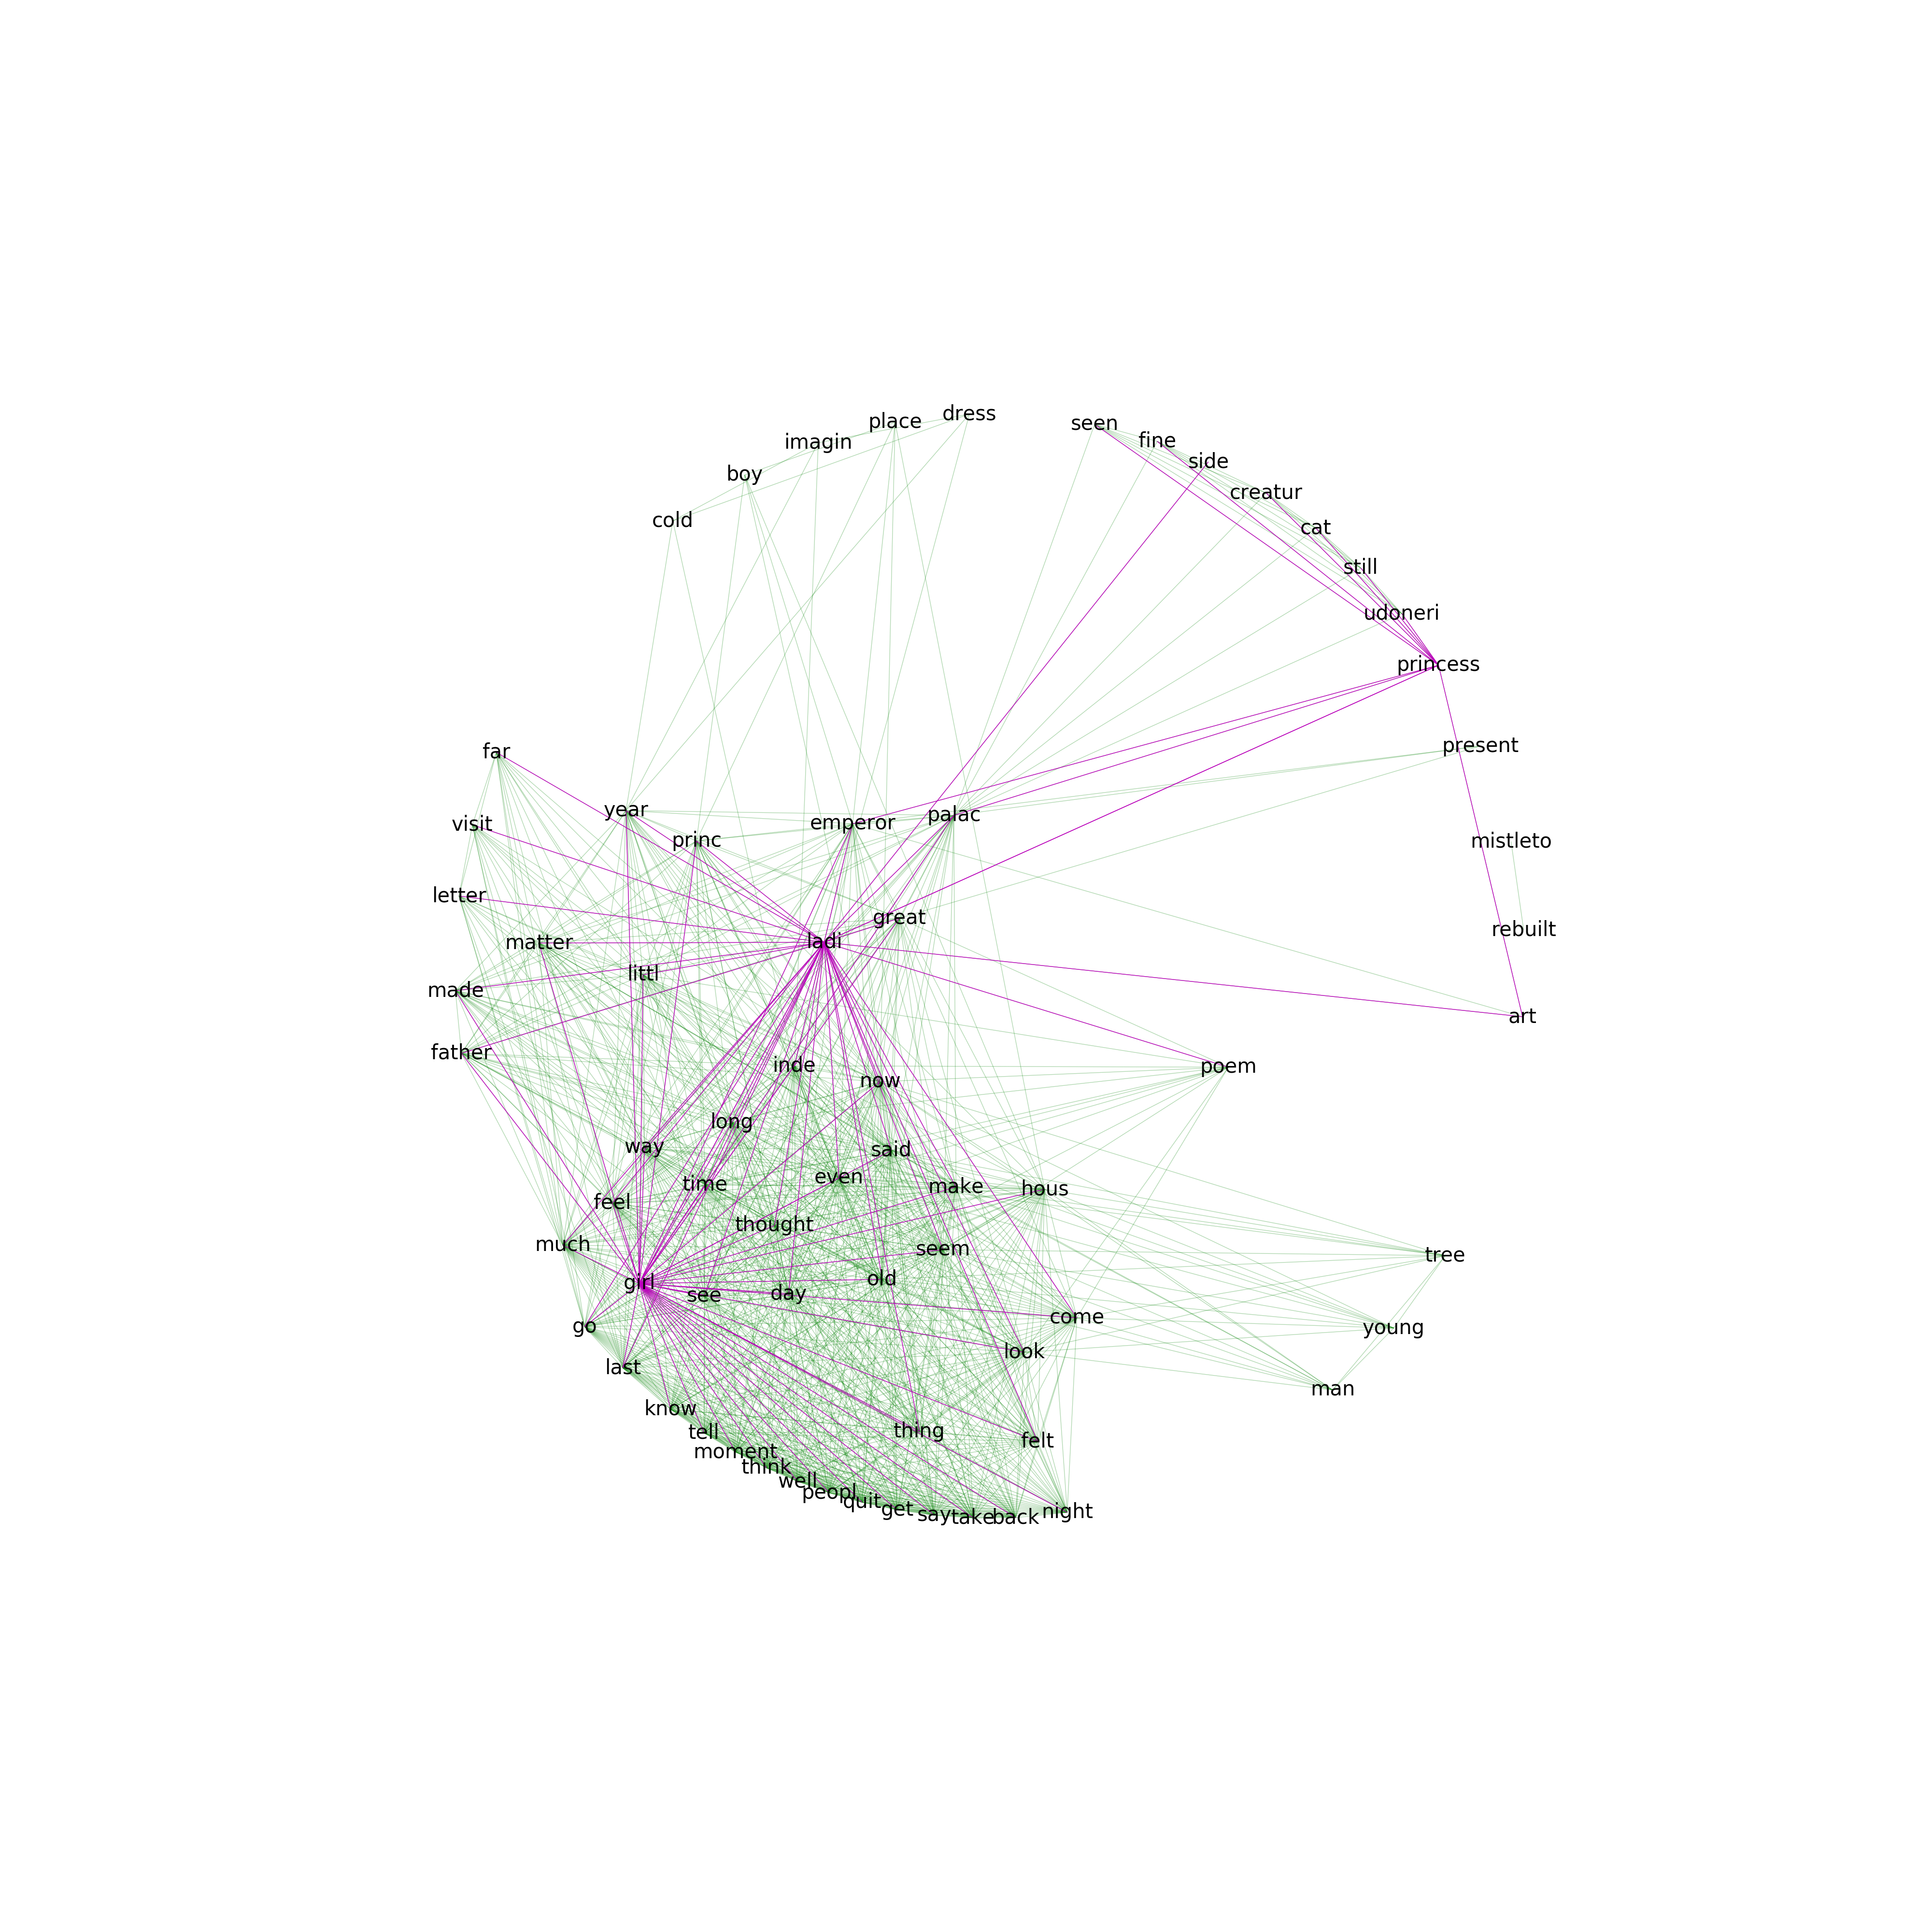 dress
place
seen
fine
imagin
side
boy
creatur
cold
cat
still
udoneri
princess
present
far
year
palac
emperor
visit
princ
mistleto
letter
great
rebuilt
ladi
matter
littl
made
art
father
inde
poem
now
long
way
said
even
time
make
hous
feel
thought
much
seem
tree
old
girl
day
see
come
go
young
look
last
man
know
thing
tell
felt
moment
think
well
peopl
quit
get
night
say
take
back